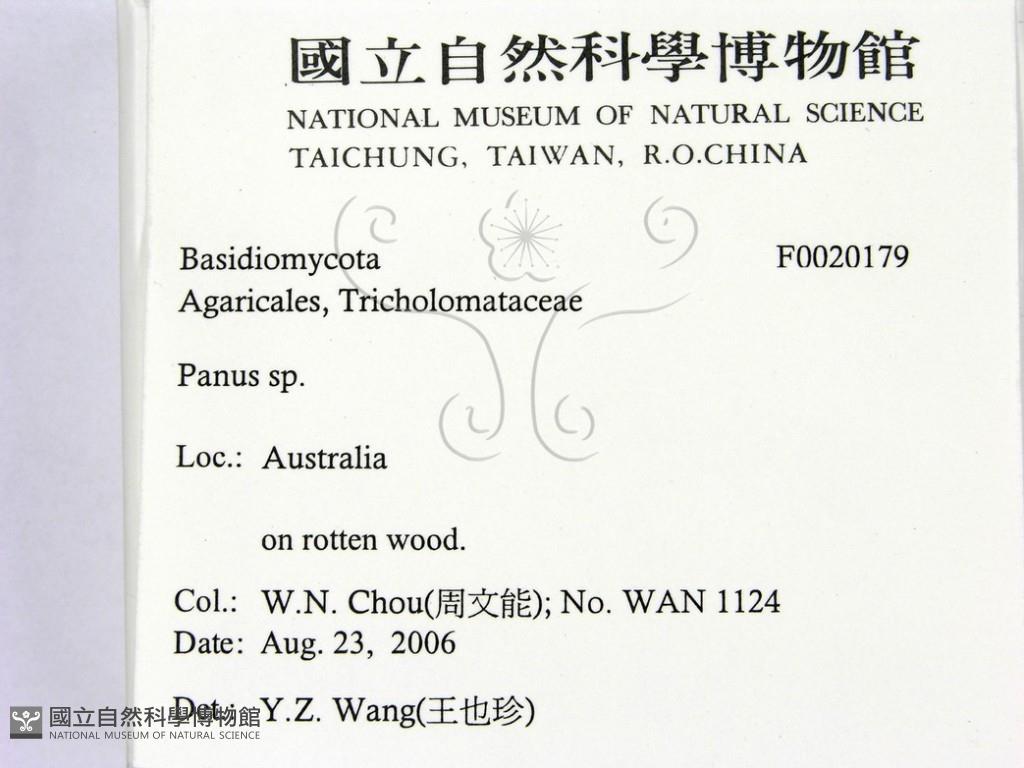 國立自然科學博物館
NATIONAL MUSEUM OF NATURAL SCIENCE
TAICHUNG, TAIWAN, R.O.CHINA
Basidiomycota F0020179
Agaricales, Tricholomataceae
Panus sp.
Loc.: Australia
on rotten wood.
Col.: W.N. Chou(周文能); No. WAN 1124
Date: Aug. 23, 2006
Det.: Y.Z. Wang(王也珍)
國立自然科學博物館
NATIONAL MUSEUM OF NATURAL SCIENCE